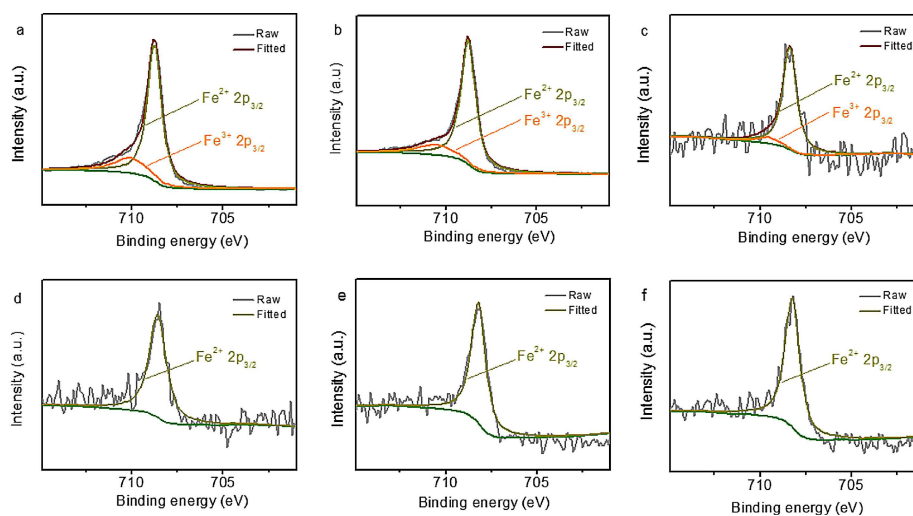 a
Raw
Fitted
Fe²⁺ 2p₃/₂
Fe³⁺ 2p₃/₂
Intensity (a.u.)
710
705
Binding energy (eV)
b
Raw
Fitted
Fe²⁺ 2p₃/₂
Fe³⁺ 2p₃/₂
Intensity (a.u)
710
705
Binding energy (eV)
c
Raw
Fitted
Fe²⁺ 2p₃/₂
Fe³⁺ 2p₃/₂
Intensity (a.u.)
710
705
Binding energy (eV)
d
Raw
Fitted
Fe²⁺ 2p₃/₂
Intensity (a.u.)
710
705
Binding energy (eV)
e
Raw
Fitted
Fe²⁺ 2p₃/₂
Intensity (a.u.)
710
705
Binding energy (eV)
f
Raw
Fitted
Fe²⁺ 2p₃/₂
Intensity (a.u.)
710
705
Binding energy (eV)